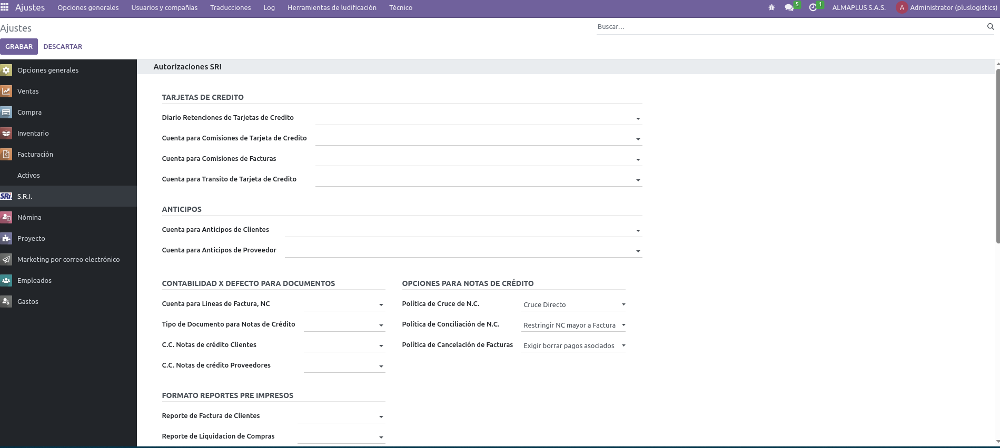 Ajustes Opciones generales Usuarios y compañías Traducciones Log Herramientas de ludificación Técnico 5 1 ALMAPLUS S.A.S. A Administrator (pluslogistics)
Ajustes
Buscar...
GRABAR DESCARTAR
Opciones generales
Ventas
Compra
Inventario
Facturación
Activos
SRi. S.R.I.
Nómina
Proyecto
Marketing por correo electrónico
Empleados
Gastos
Autorizaciones SRI
TARJETAS DE CREDITO
Diario Retenciones de Tarjetas de Credito
Cuenta para Comisiones de Tarjeta de Credito
Cuenta para Comisiones de Facturas
Cuenta para Transito de Tarjeta de Credito
ANTICIPOS
Cuenta para Anticipos de Clientes
Cuenta para Anticipos de Proveedor
CONTABILIDAD X DEFECTO PARA DOCUMENTOS
Cuenta para Lineas de Factura, NC
Tipo de Documento para Notas de Crédito
C.C. Notas de crédito Clientes
C.C. Notas de crédito Proveedores
OPCIONES PARA NOTAS DE CRÉDITO
Política de Cruce de N.C. Cruce Directo
Política de Conciliación de N.C. Restringir NC mayor a Factura
Política de Cancelación de Facturas Exigir borrar pagos asociados
FORMATO REPORTES PRE IMPRESOS
Reporte de Factura de Clientes
Reporte de Liquidacion de Compras